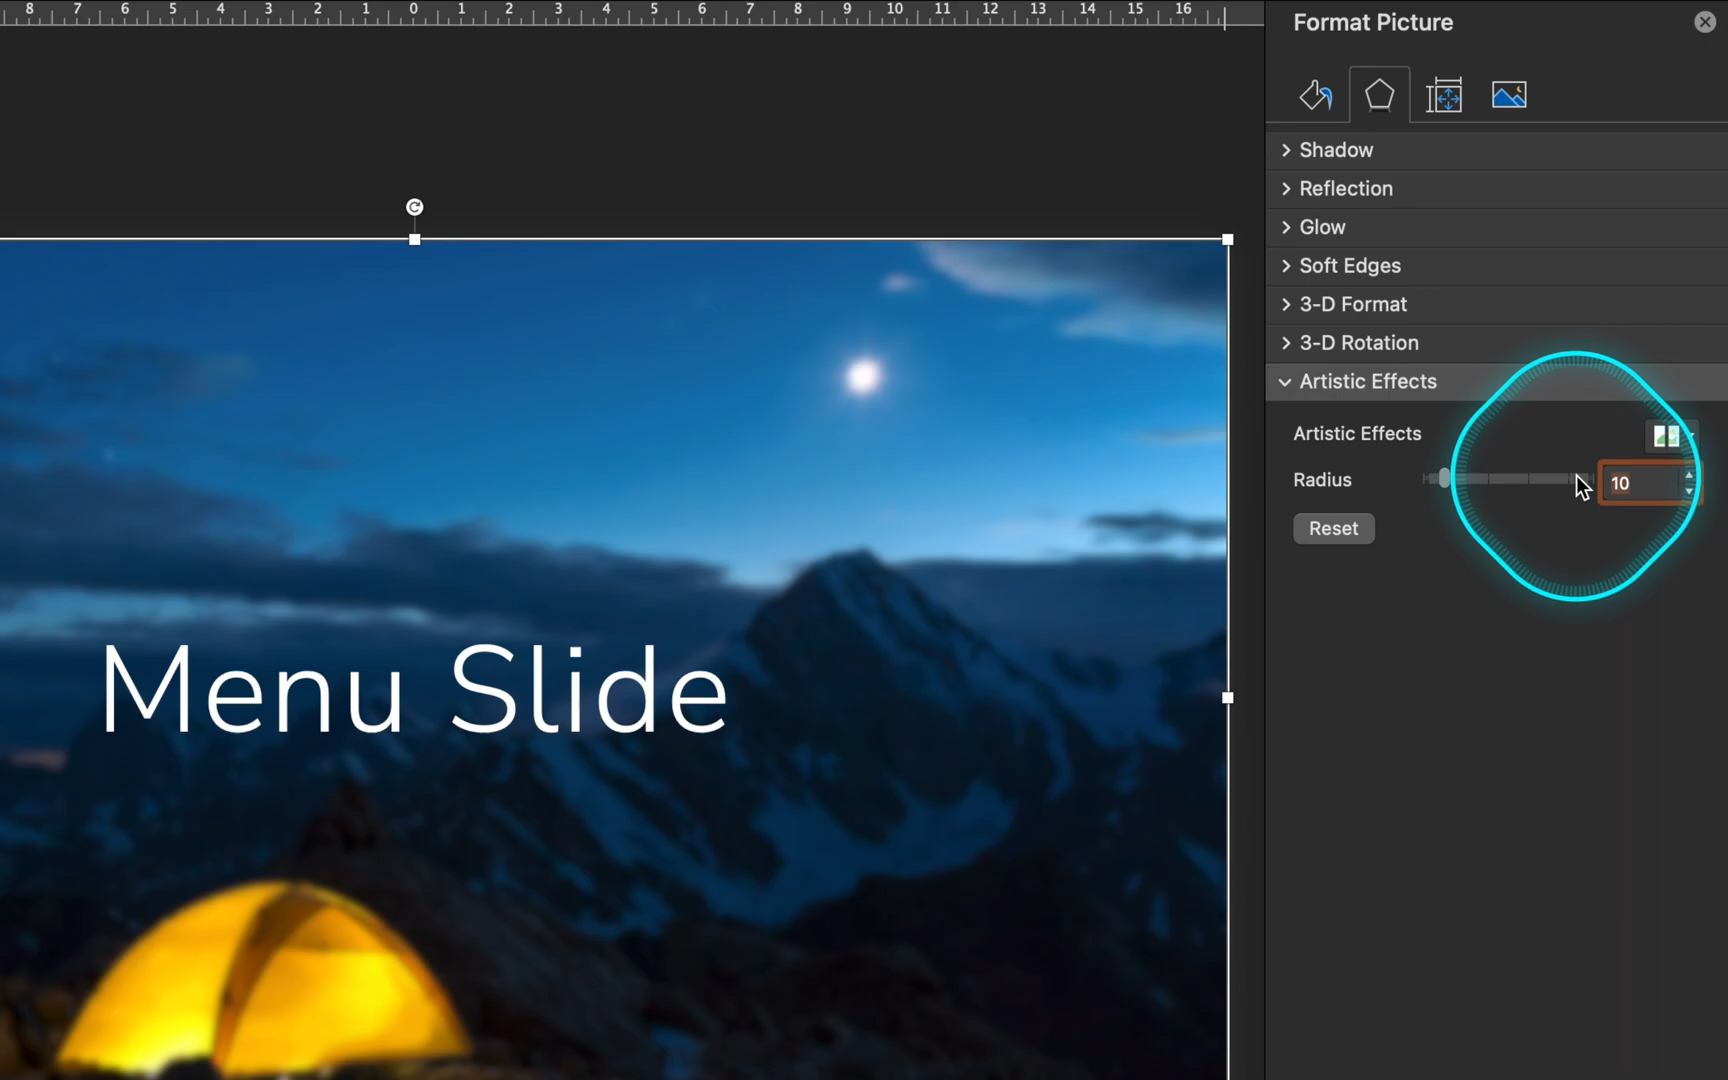 8 7 6 5 4 3 2 1 0 1 2 3 4 5 6 7 8 9 10 11 12 13 14 15 16
Format Picture
Shadow
Reflection
Glow
Soft Edges
3-D Format
3-D Rotation
Artistic Effects
Artistic Effects
Radius
10
Reset
Menu Slide